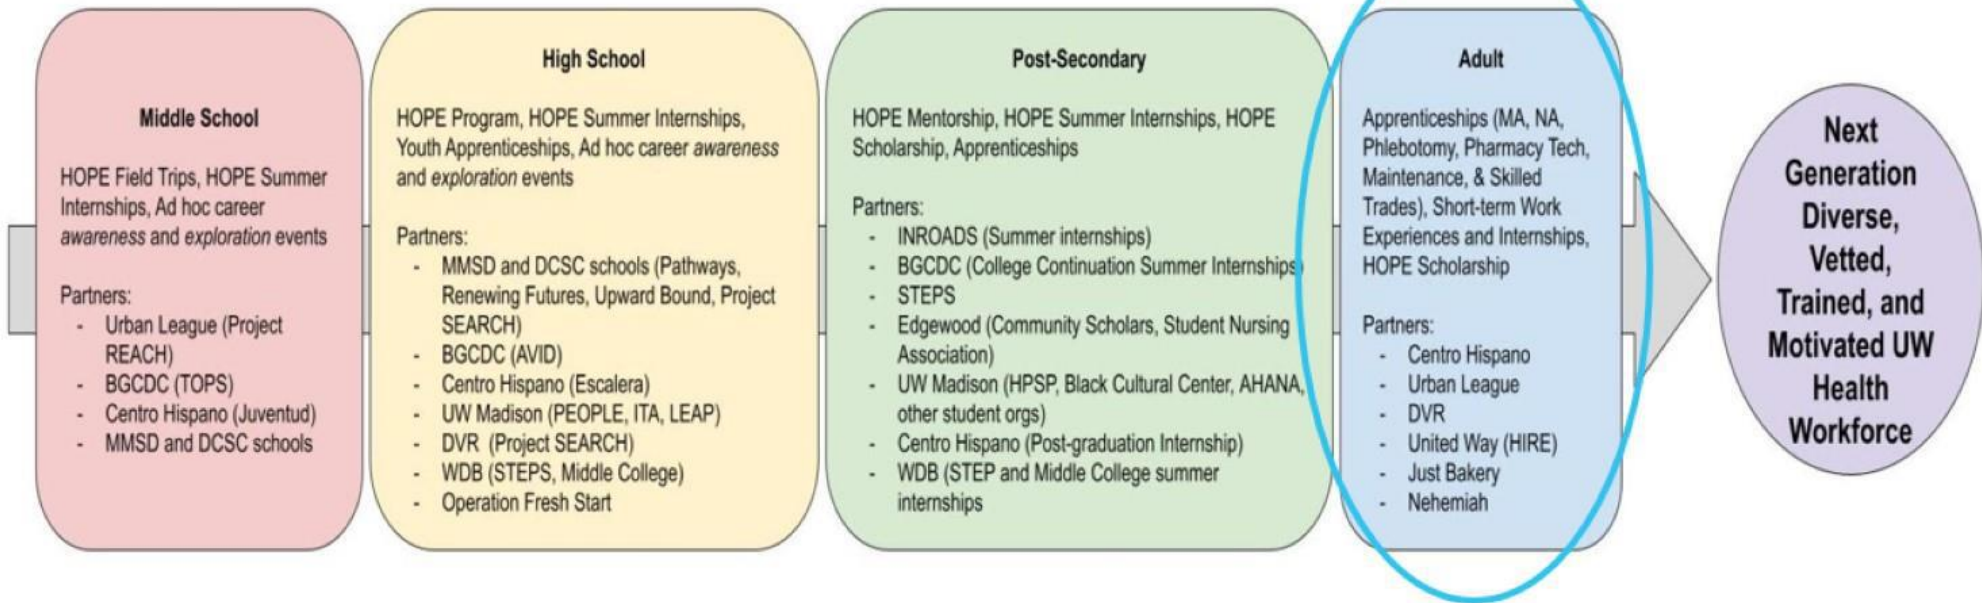 Middle School
HOPE Field Trips, HOPE Summer
Internships, Ad hoc career
awareness and exploration events
Partners:
- Urban League (Project
REACH)
- BGCDC (TOPS)
- Centro Hispano (Juventud)
- MMSD and DCSC schools
High School
HOPE Program, HOPE Summer Internships,
Youth Apprenticeships, Ad hoc career awareness
and exploration events
Partners:
- MMSD and DCSC schools (Pathways,
Renewing Futures, Upward Bound, Project
SEARCH)
- BGCDC (AVID)
- Centro Hispano (Escalera)
- UW Madison (PEOPLE, ITA, LEAP)
- DVR (Project SEARCH)
- WDB (STEPS, Middle College)
- Operation Fresh Start
Post-Secondary
HOPE Mentorship, HOPE Summer Internships, HOPE
Scholarship, Apprenticeships
Partners:
- INROADS (Summer internships)
- BGCDC (College Continuation Summer Internships)
- STEPS
- Edgewood (Community Scholars, Student Nursing
Association)
- UW Madison (HPSP, Black Cultural Center, AHANA,
other student orgs)
- Centro Hispano (Post-graduation Internship)
- WDB (STEP and Middle College summer
internships
Adult
Apprenticeships (MA, NA,
Phlebotomy, Pharmacy Tech,
Maintenance, & Skilled
Trades), Short-term Work
Experiences and Internships,
HOPE Scholarship
Partners:
- Centro Hispano
- Urban League
- DVR
- United Way (HIRE)
- Just Bakery
- Nehemiah
Next
Generation
Diverse,
Vetted,
Trained, and
Motivated UW
Health
Workforce